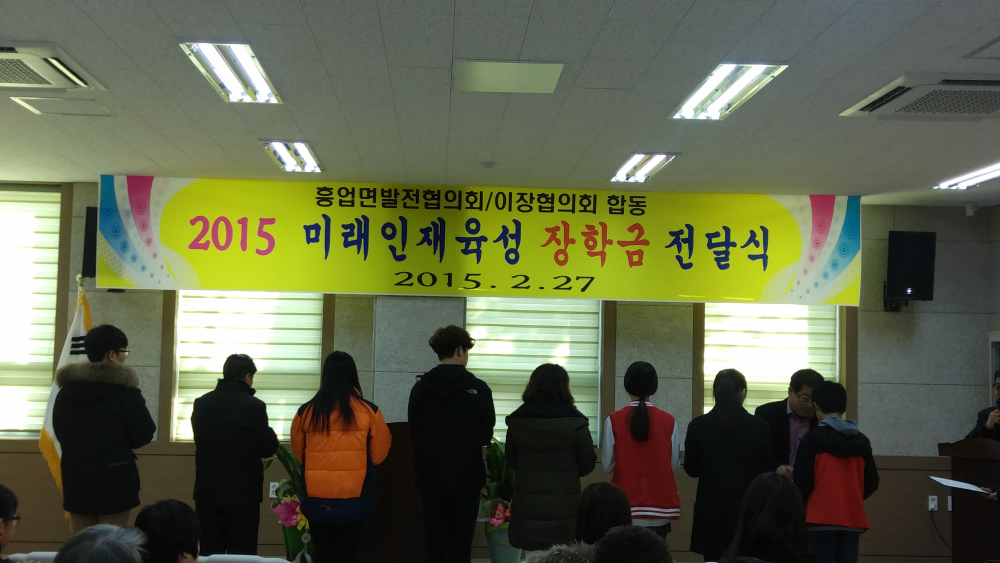 흥업면발전협의회/이장협의회 합동
2015 미래인재육성 장학금 전달식
2015. 2. 27